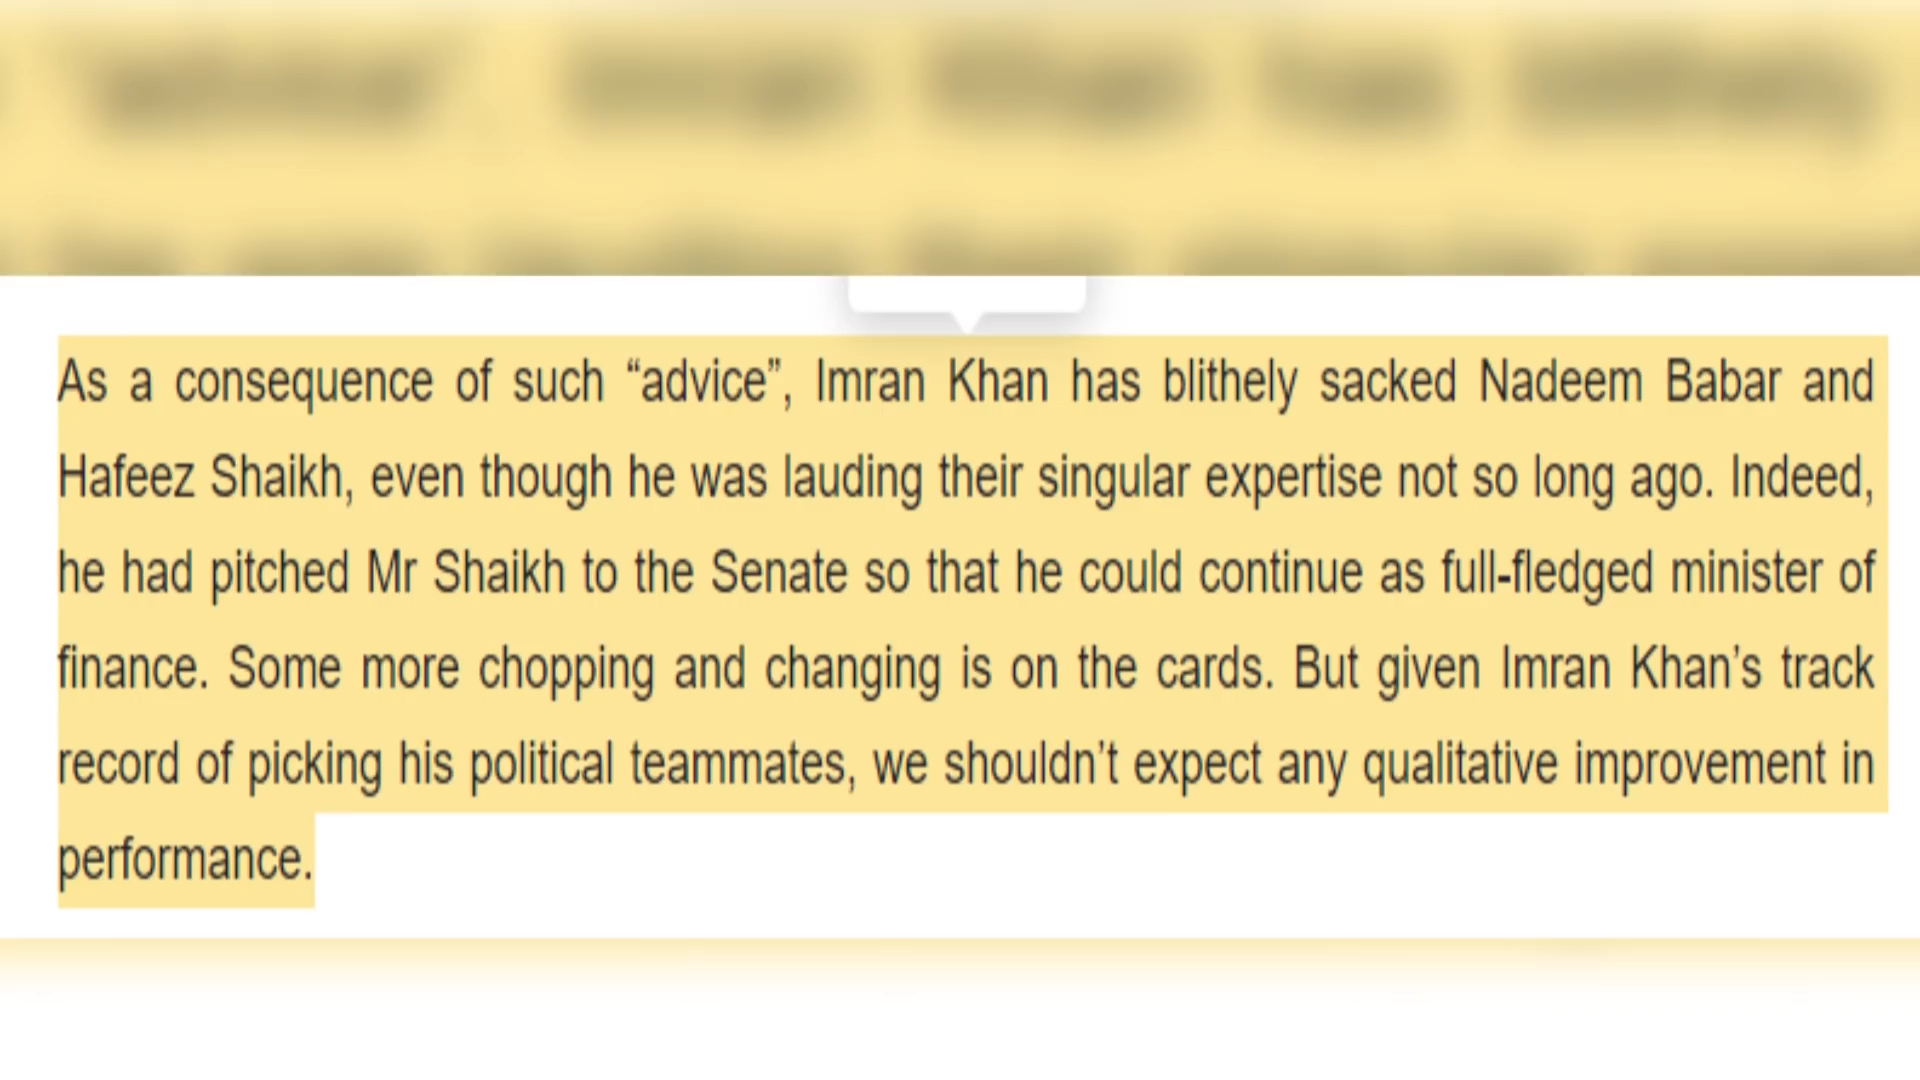 As a consequence of such “advice”, Imran Khan has blithely sacked Nadeem Babar and
Hafeez Shaikh, even though he was lauding their singular expertise not so long ago. Indeed,
he had pitched Mr Shaikh to the Senate so that he could continue as full-fledged minister of
finance. Some more chopping and changing is on the cards. But given Imran Khan’s track
record of picking his political teammates, we shouldn’t expect any qualitative improvement in
performance.